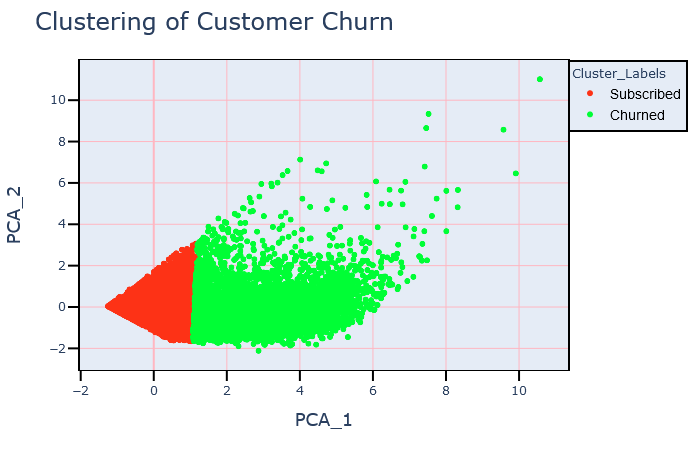 Clustering of Customer Churn
Cluster_Labels
Subscribed
Churned
10
8
6
4
2
0
−2
−2
0
2
4
6
8
10
PCA_1
PCA_2